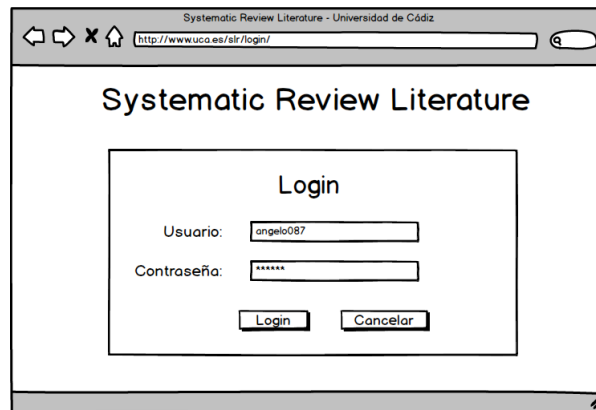 Systematic Review Literature - Universidad de Cádiz
http://www.uca.es/slr/login/
Systematic Review Literature
Login
Usuario: angelo087
Contraseña: ******
Login Cancelar